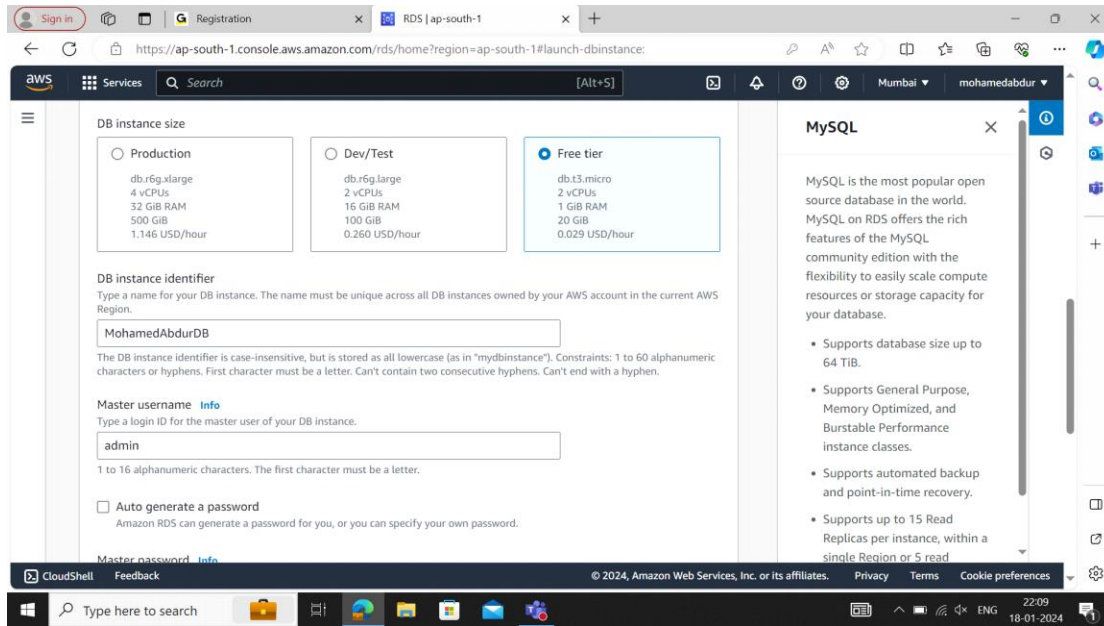 Sign in
Registration
RDS | ap-south-1
https://ap-south-1.console.aws.amazon.com/rds/home?region=ap-south-1#launch-dbinstance:
aws
Services
Search
[Alt+S]
Mumbai
mohamedabdur
DB instance size
Production
db.r6g.xlarge
4 vCPUs
32 GiB RAM
500 GiB
1.146 USD/hour
Dev/Test
db.r6g.large
2 vCPUs
16 GiB RAM
100 GiB
0.260 USD/hour
Free tier
db.t3.micro
2 vCPUs
1 GiB RAM
20 GiB
0.029 USD/hour
DB instance identifier
Type a name for your DB instance. The name must be unique across all DB instances owned by your AWS account in the current AWS
Region.
MohamedAbdurDB
The DB instance identifier is case-insensitive, but is stored as all lowercase (as in "mydbinstance"). Constraints: 1 to 60 alphanumeric
characters or hyphens. First character must be a letter. Can't contain two consecutive hyphens. Can't end with a hyphen.
Master username Info
Type a login ID for the master user of your DB instance.
admin
1 to 16 alphanumeric characters. The first character must be a letter.
Auto generate a password
Amazon RDS can generate a password for you, or you can specify your own password.
Master password Info
MySQL
MySQL is the most popular open
source database in the world.
MySQL on RDS offers the rich
features of the MySQL
community edition with the
flexibility to easily scale compute
resources or storage capacity for
your database.
• Supports database size up to
64 TiB.
• Supports General Purpose,
Memory Optimized, and
Burstable Performance
instance classes.
• Supports automated backup
and point-in-time recovery.
• Supports up to 15 Read
Replicas per instance, within a
single Region or 5 read
CloudShell
Feedback
© 2024, Amazon Web Services, Inc. or its affiliates.
Privacy
Terms
Cookie preferences
Type here to search
ENG
22:09
18-01-2024